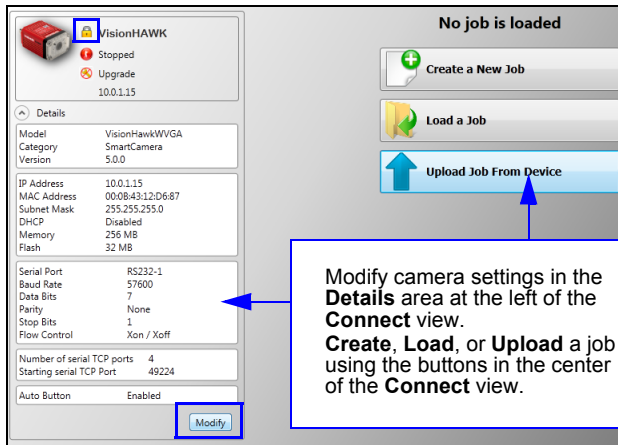 VisionHAWK
Stopped
Upgrade
10.0.1.15
Details
Model VisionHawkWVGA
Category SmartCamera
Version 5.0.0
IP Address 10.0.1.15
MAC Address 00:0B:43:12:D6:87
Subnet Mask 255.255.255.0
DHCP Disabled
Memory 256 MB
Flash 32 MB
Serial Port RS232-1
Baud Rate 57600
Data Bits 7
Parity None
Stop Bits 1
Flow Control Xon / Xoff
Number of serial TCP ports 4
Starting serial TCP Port 49224
Auto Button Enabled
Modify
No job is loaded
Create a New Job
Load a Job
Upload Job From Device
Modify camera settings in the
Details area at the left of the
Connect view.
Create, Load, or Upload a job
using the buttons in the center
of the Connect view.